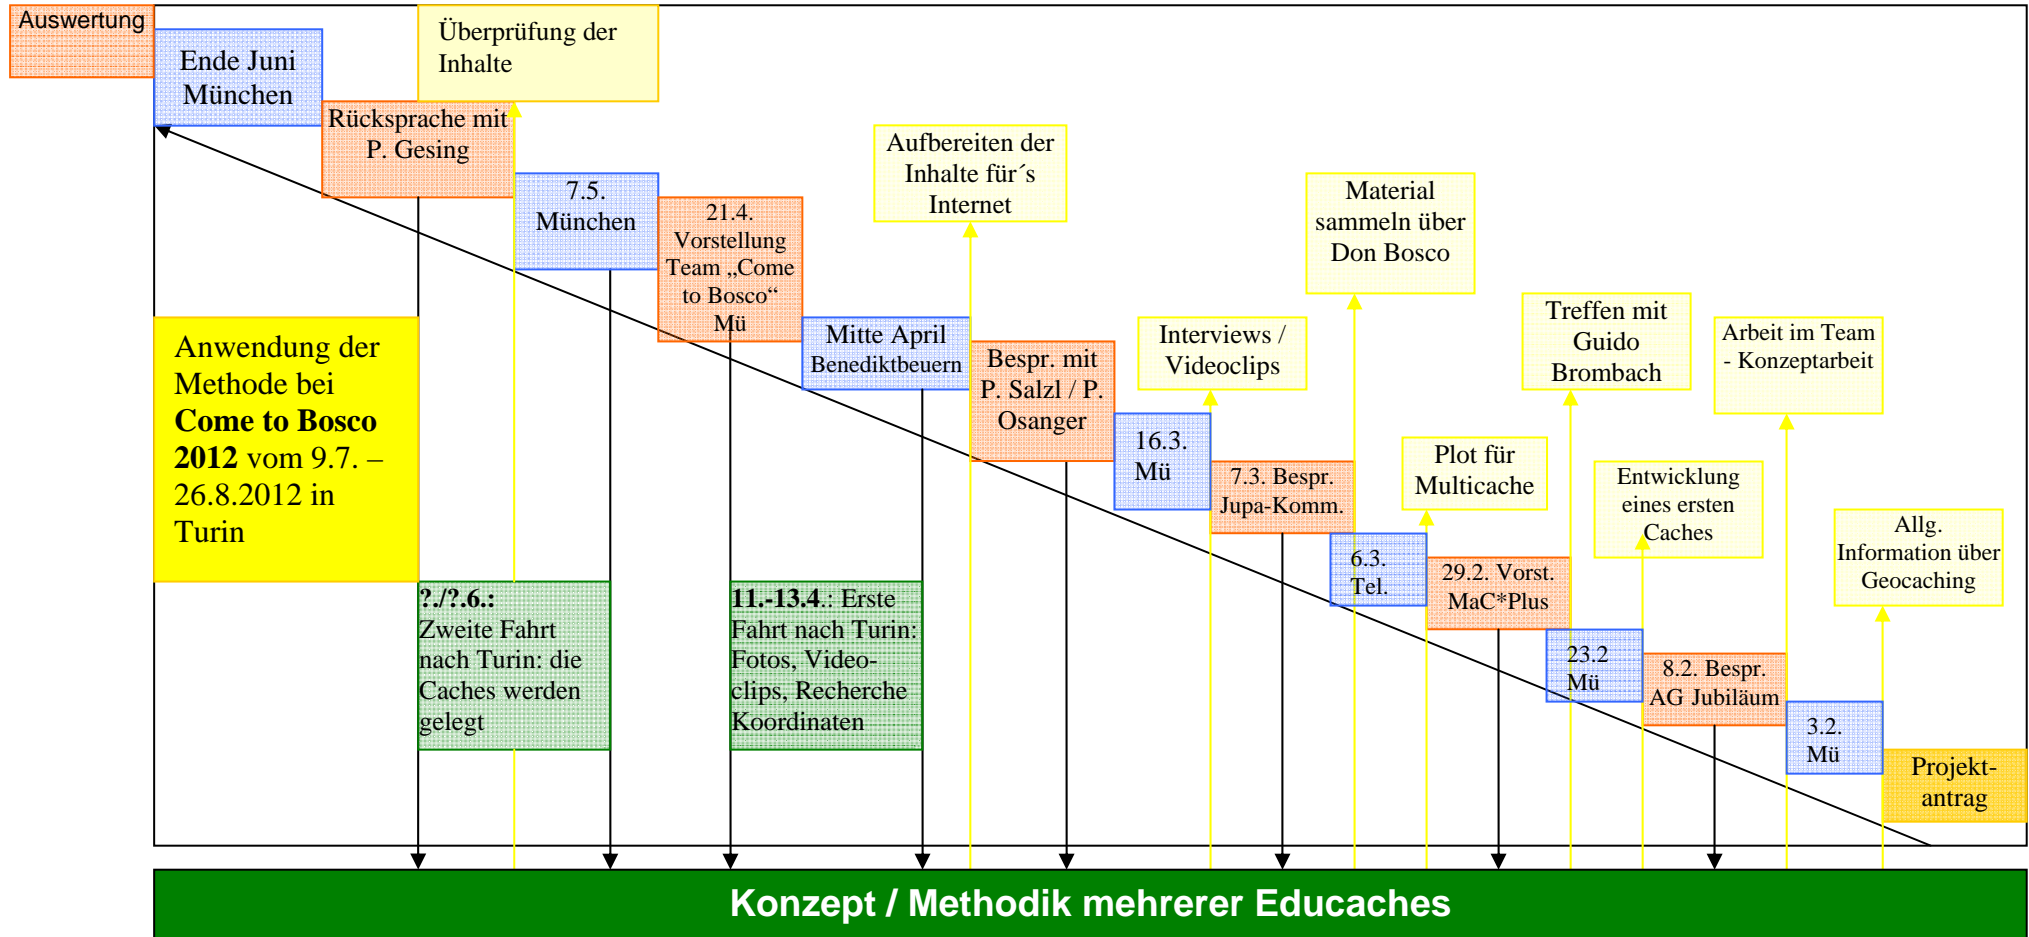 Auswertung
Ende Juni
München
Überprüfung der
Inhalte
Rücksprache mit
P. Gesing
7.5.
München
21.4.
Vorstellung
Team „Come
to Bosco“
Mü
Aufbereiten der
Inhalte für´s
Internet
Mitte April
Benediktbeuern
Bespr. mit
P. Salzl / P.
Osanger
Interviews /
Videoclips
16.3.
Mü
Material
sammeln über
Don Bosco
7.3. Bespr.
Jupa-Komm.
6.3.
Tel.
Plot für
Multicache
29.2. Vorst.
MaC*Plus
Treffen mit
Guido
Brombach
23.2
Mü
Entwicklung
eines ersten
Caches
8.2. Bespr.
AG Jubiläum
Arbeit im Team
- Konzeptarbeit
3.2.
Mü
Allg.
Information über
Geocaching
Projekt-
antrag
Anwendung der
Methode bei
Come to Bosco
2012 vom 9.7. –
26.8.2012 in
Turin
?./?.6.:
Zweite Fahrt
nach Turin: die
Caches werden
gelegt
11.-13.4.: Erste
Fahrt nach Turin:
Fotos, Video-
clips, Recherche
Koordinaten
Konzept / Methodik mehrerer Educaches